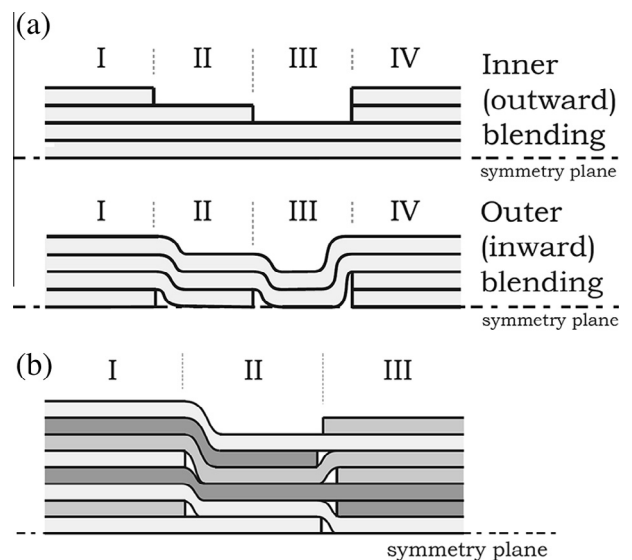 (a)
I II III IV
Inner
(outward)
blending
symmetry plane
I II III IV
Outer
(inward)
blending
symmetry plane
(b)
I II III
symmetry plane